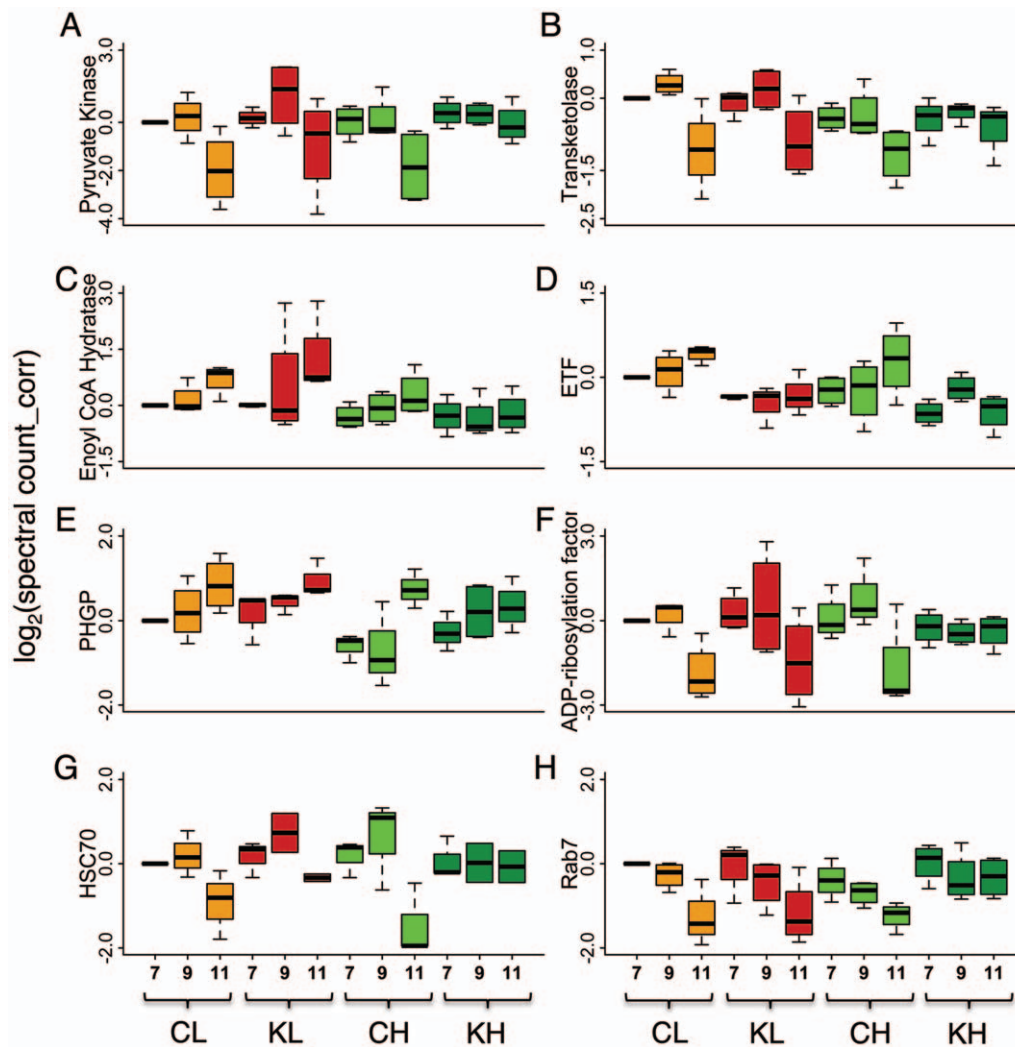 log2(spectral count_corr)
A
Pyruvate Kinase
3.0
0.0
-2.0
-4.0
B
Transketolase
1.0
0.0
-1.5
-2.5
C
Enoyl CoA Hydratase
3.0
1.5
0.0
-1.5
D
ETF
1.5
0.0
-1.5
E
PHGP
2.0
0.0
-2.0
F
ADP-ribosylation factor
3.0
0.0
-3.0
G
HSC70
2.0
0.0
-2.0
H
Rab7
2.0
0.0
-2.0
7 9 11 7 9 11 7 9 11 7 9 11
CL KL CH KH
7 9 11 7 9 11 7 9 11 7 9 11
CL KL CH KH